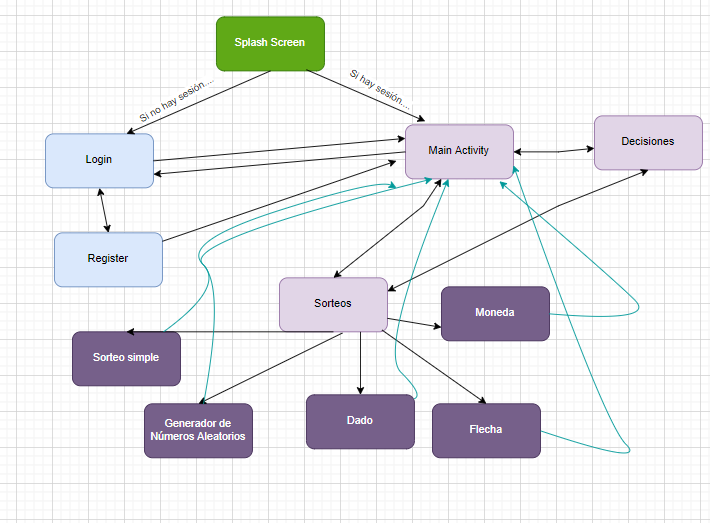 Splash Screen
Si no hay sesión....
Si hay sesión....
Login
Main Activity
Decisiones
Register
Sorteos
Moneda
Sorteo simple
Generador de
Números Aleatorios
Dado
Flecha